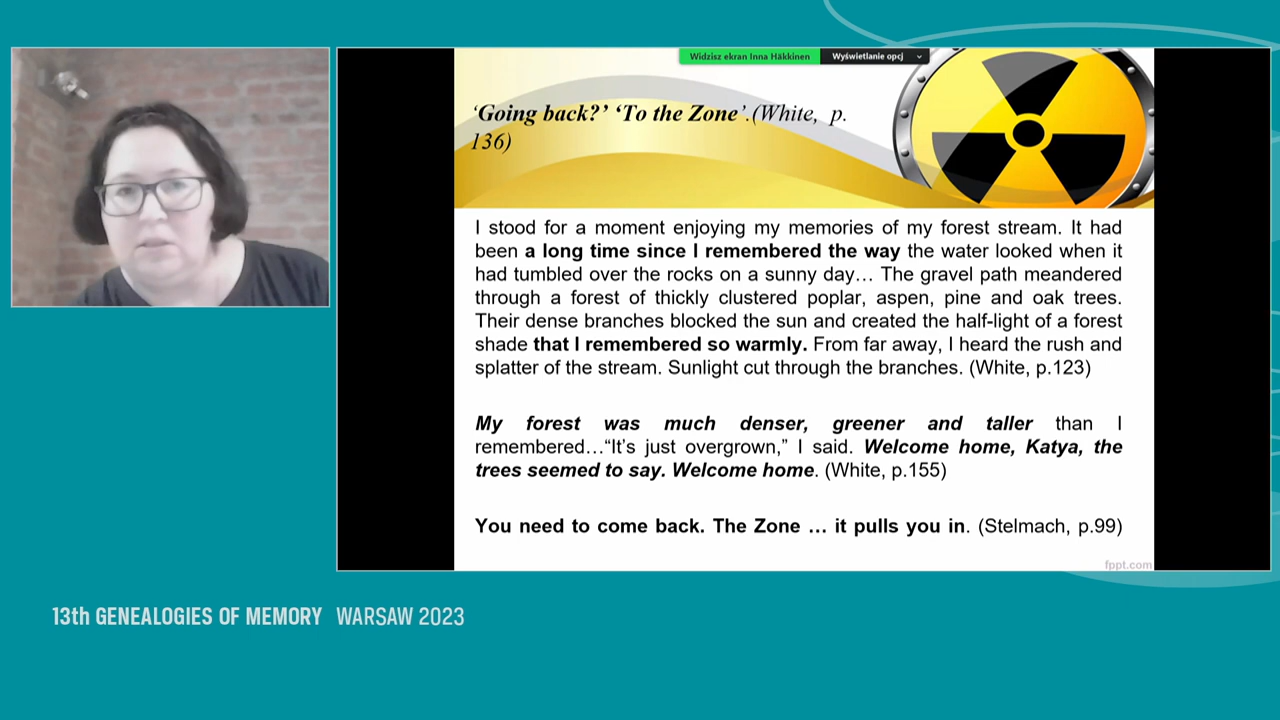 Widzisz ekran Inna Häkkinen
Wyświetlanie opcj
‘Going back?’ ‘To the Zone’.(White, p.
136)
I stood for a moment enjoying my memories of my forest stream. It had
been a long time since I remembered the way the water looked when it
had tumbled over the rocks on a sunny day… The gravel path meandered
through a forest of thickly clustered poplar, aspen, pine and oak trees.
Their dense branches blocked the sun and created the half-light of a forest
shade that I remembered so warmly. From far away, I heard the rush and
splatter of the stream. Sunlight cut through the branches. (White, p.123)
My forest was much denser, greener and taller than I
remembered…“It’s just overgrown,” I said. Welcome home, Katya, the
trees seemed to say. Welcome home. (White, p.155)
You need to come back. The Zone … it pulls you in. (Stelmach, p.99)
fppt.com
13th GENEALOGIES OF MEMORY WARSAW 2023